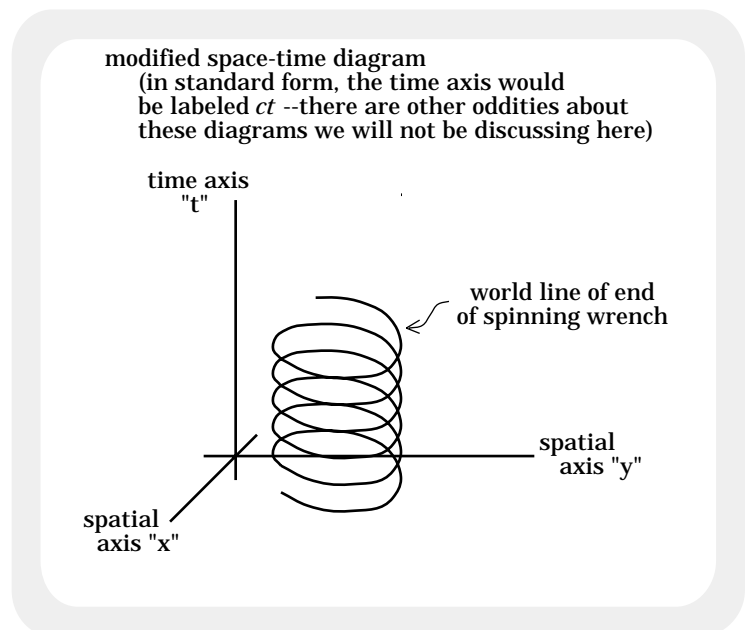 modified space-time diagram
(in standard form, the time axis would
be labeled ct --there are other oddities about
these diagrams we will not be discussing here)
time axis
"t"
world line of end
of spinning wrench
spatial
axis "y"
spatial
axis "x"